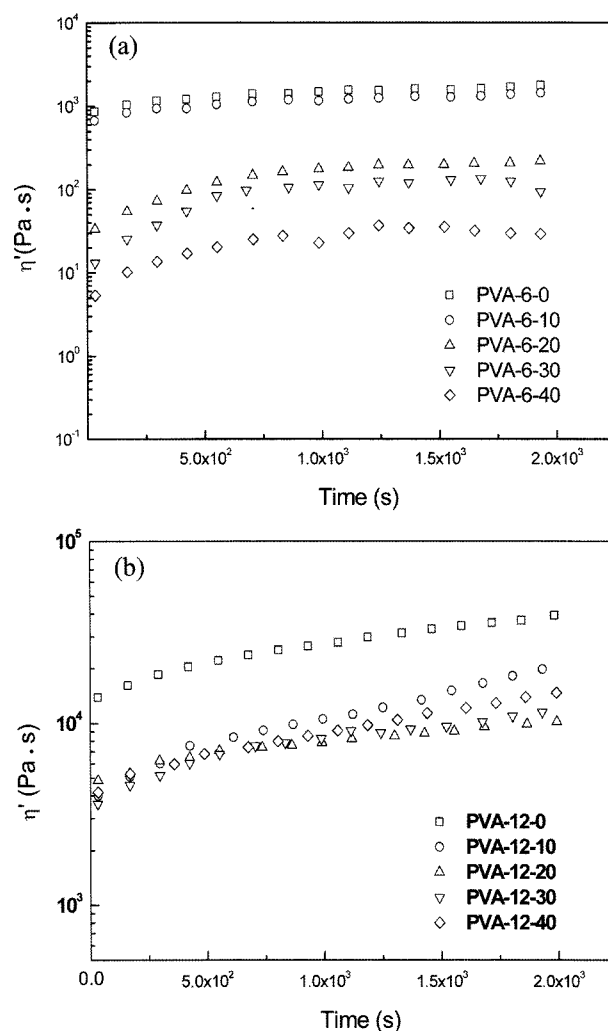 (a)
10⁴
10³
10²
10¹
10⁰
10⁻¹
η'(Pa·s)
PVA-6-0
PVA-6-10
PVA-6-20
PVA-6-30
PVA-6-40
5.0x10² 1.0x10³ 1.5x10³ 2.0x10³
Time (s)
(b)
10⁵
10⁴
10³
η' (Pa·s)
PVA-12-0
PVA-12-10
PVA-12-20
PVA-12-30
PVA-12-40
0.0 5.0x10² 1.0x10³ 1.5x10³ 2.0x10³
Time (s)